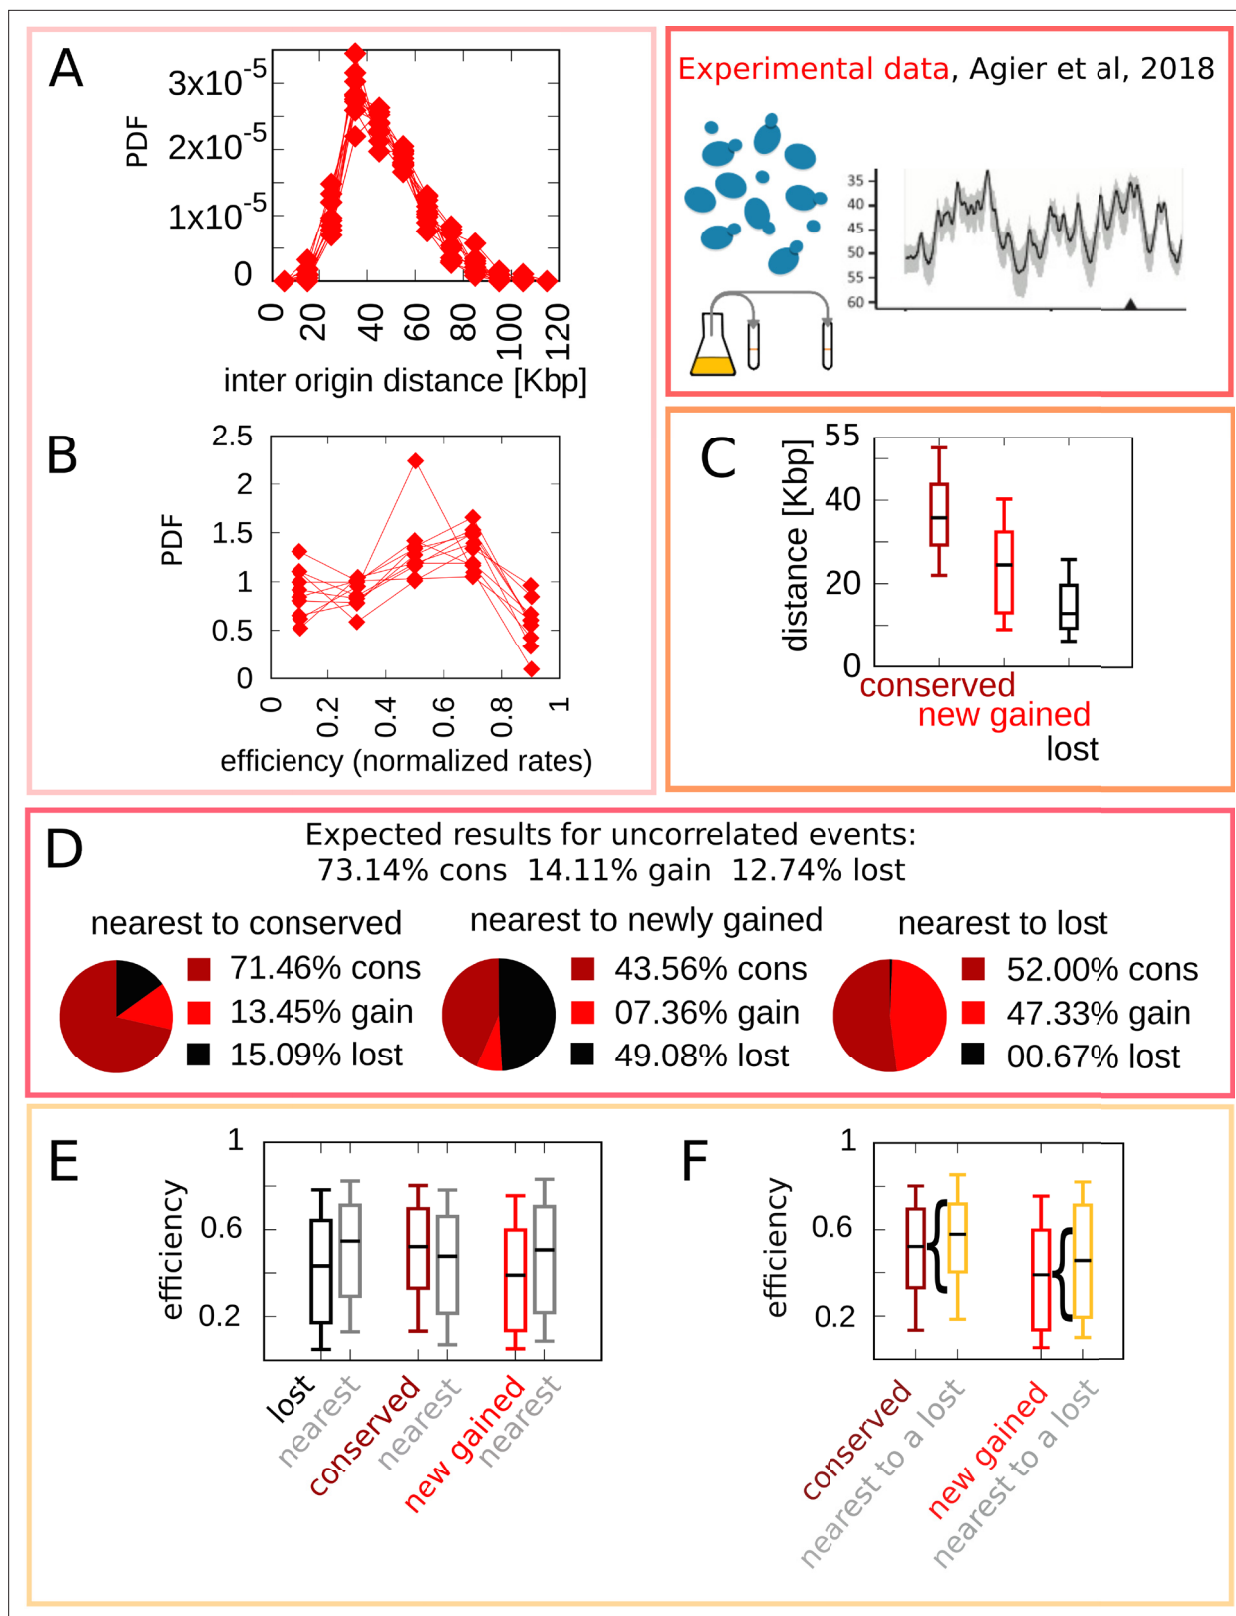 A
PDF
3x10-5
2x10-5
1x10-5
0
0
20
40
60
80
100
120
inter origin distance [Kbp]
Experimental data, Agier et al, 2018
35
40
45
50
55
60
B
PDF
2.5
2
1.5
1
0.5
0
0
0.2
0.4
0.6
0.8
1
efficiency (normalized rates)
C
distance [Kbp]
55
40
20
0
conserved
new gained
lost
D
Expected results for uncorrelated events:
73.14% cons 14.11% gain 12.74% lost
nearest to conserved
71.46% cons
13.45% gain
15.09% lost
nearest to newly gained
43.56% cons
07.36% gain
49.08% lost
nearest to lost
52.00% cons
47.33% gain
00.67% lost
E
efficiency
1
0.6
0.2
lost
nearest
conserved
nearest
new gained
nearest
F
efficiency
1
0.6
0.2
conserved
nearest to a lost
new gained
nearest to a lost